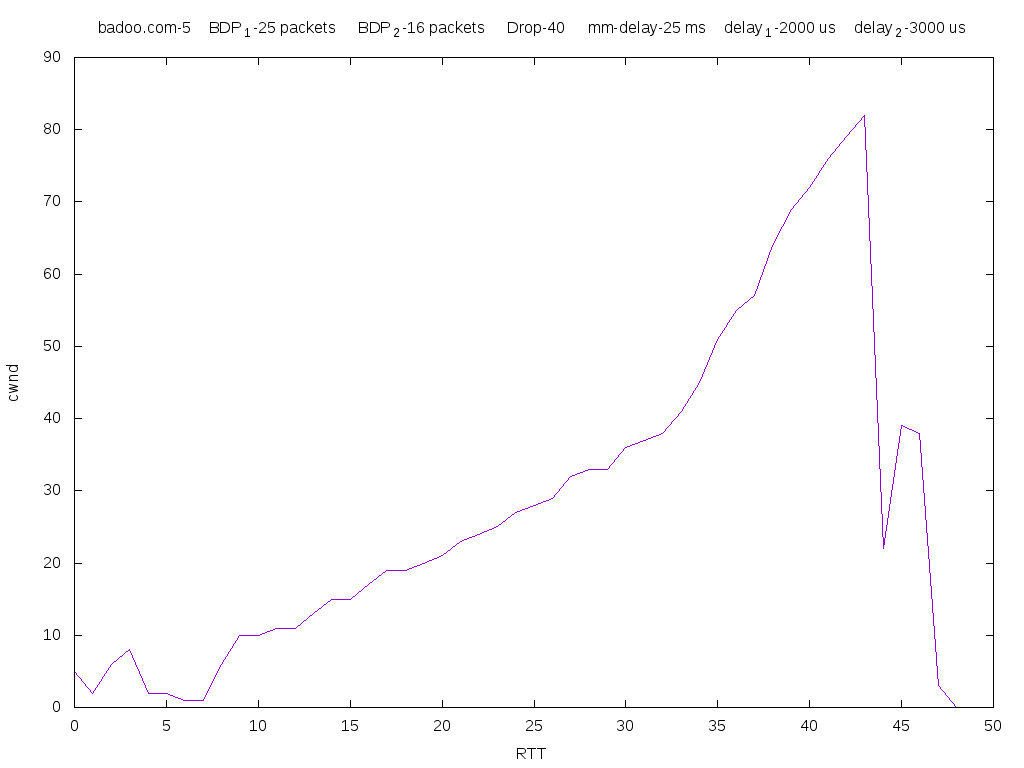 badoo.com-5 BDP1-25 packets BDP2-16 packets Drop-40 mm-delay-25 ms delay1-2000 us delay2-3000 us
90
80
70
60
50
40
30
20
10
0
cwnd
0 5 10 15 20 25 30 35 40 45 50
RTT